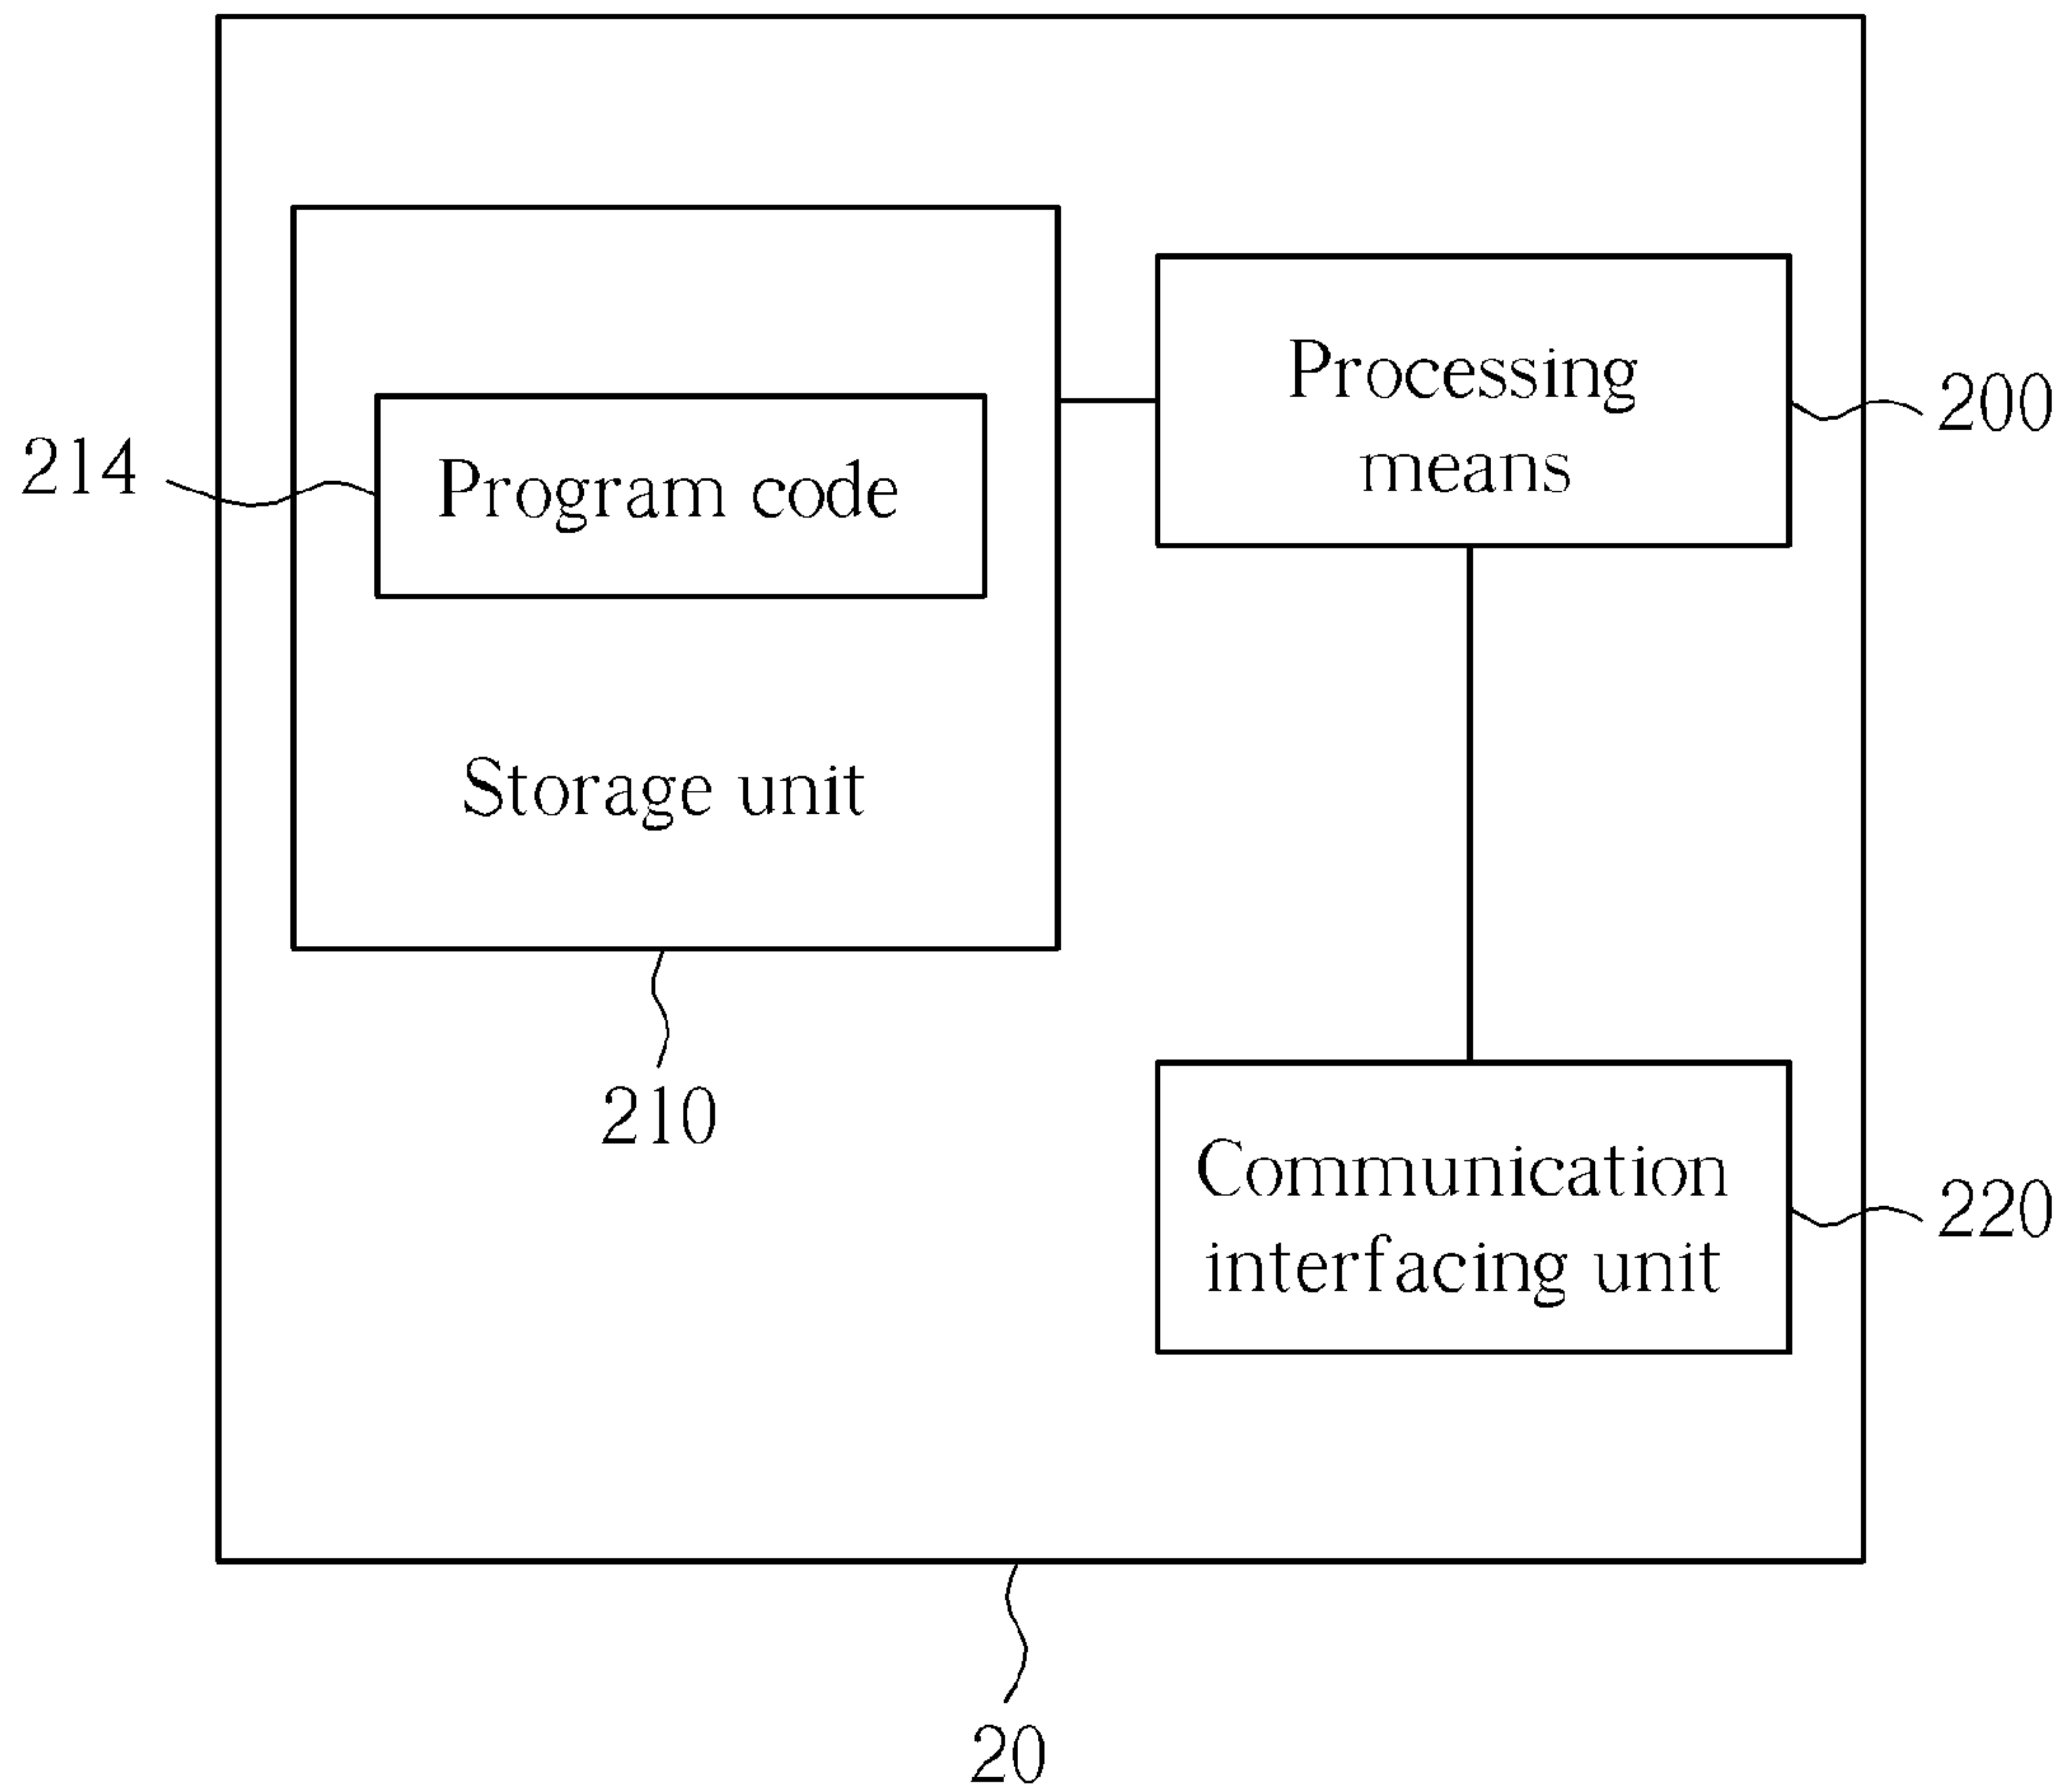 Processing
means
200
214
Program code
Storage unit
210
Communication
interfacing unit
220
20